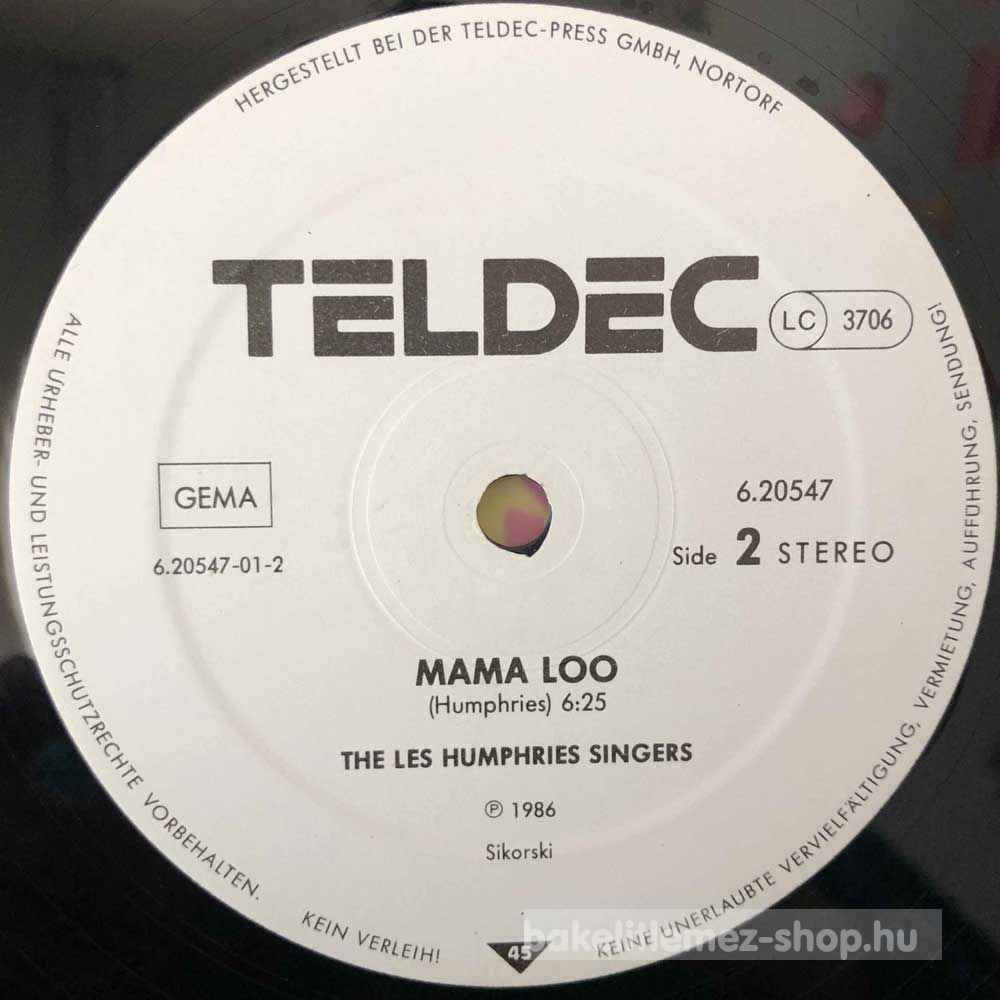 HERGESTELLT BEI DER TELDEC-PRESS GMBH, NORTORF
TELDEC
LC 3706
GEMA
6.20547
6.20547-01-2
Side 2 STEREO
MAMA LOO
(Humphries) 6:25
THE LES HUMPHRIES SINGERS
℗ 1986
Sikorski
ALLE URHEBER- UND LEISTUNGSSCHUTZRECHTE VORBEHALTEN.
KEIN VERLEIH!
45
KEINE UNERLAUBTE VERVIELFÄLTIGUNG, VERMIETUNG, AUFFÜHRUNG, SENDUNG!
bakelitlemez-shop.hu